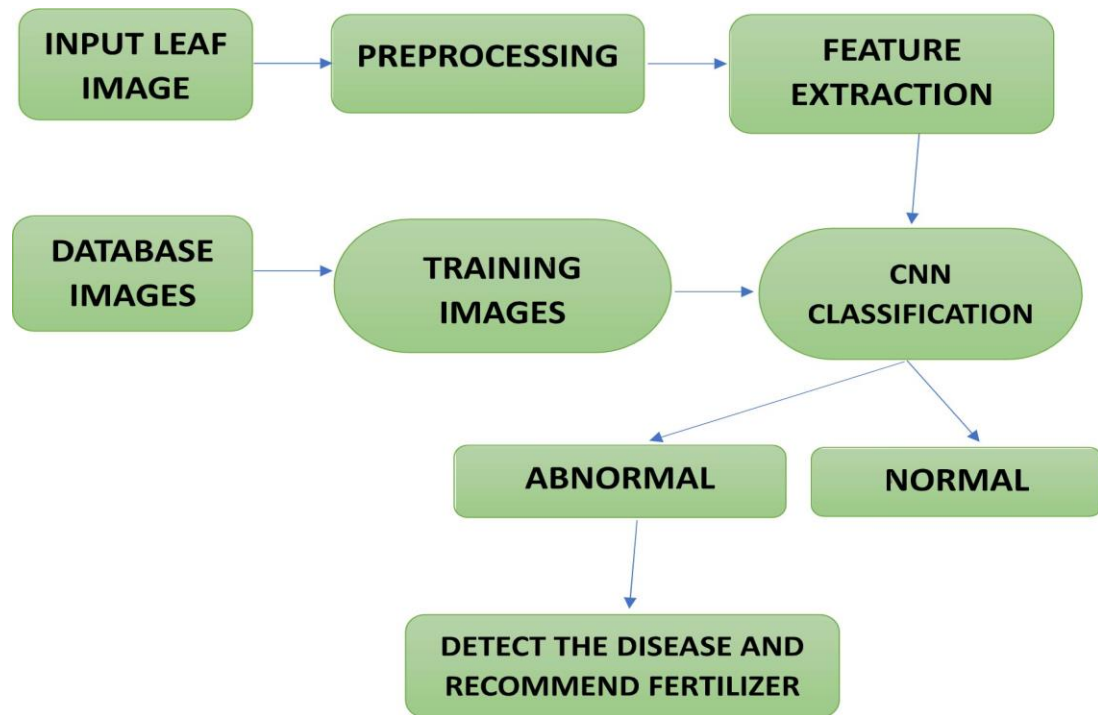 INPUT LEAF
IMAGE
PREPROCESSING
FEATURE
EXTRACTION
DATABASE
IMAGES
TRAINING
IMAGES
CNN
CLASSIFICATION
ABNORMAL
NORMAL
DETECT THE DISEASE AND
RECOMMEND FERTILIZER